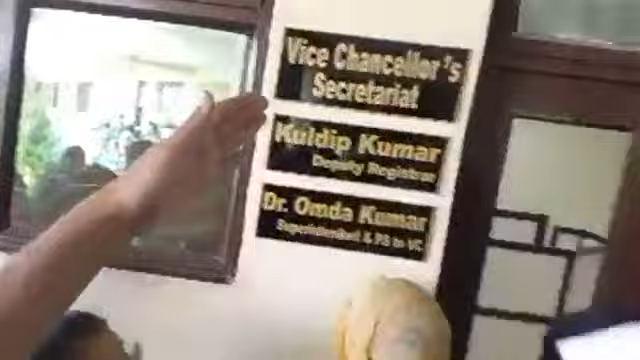 Vice Chancellor's
Secretariat
Kuldip Kumar
Deputy Registrar
Dr. Omda Kumar
Superintendent & PS to VC